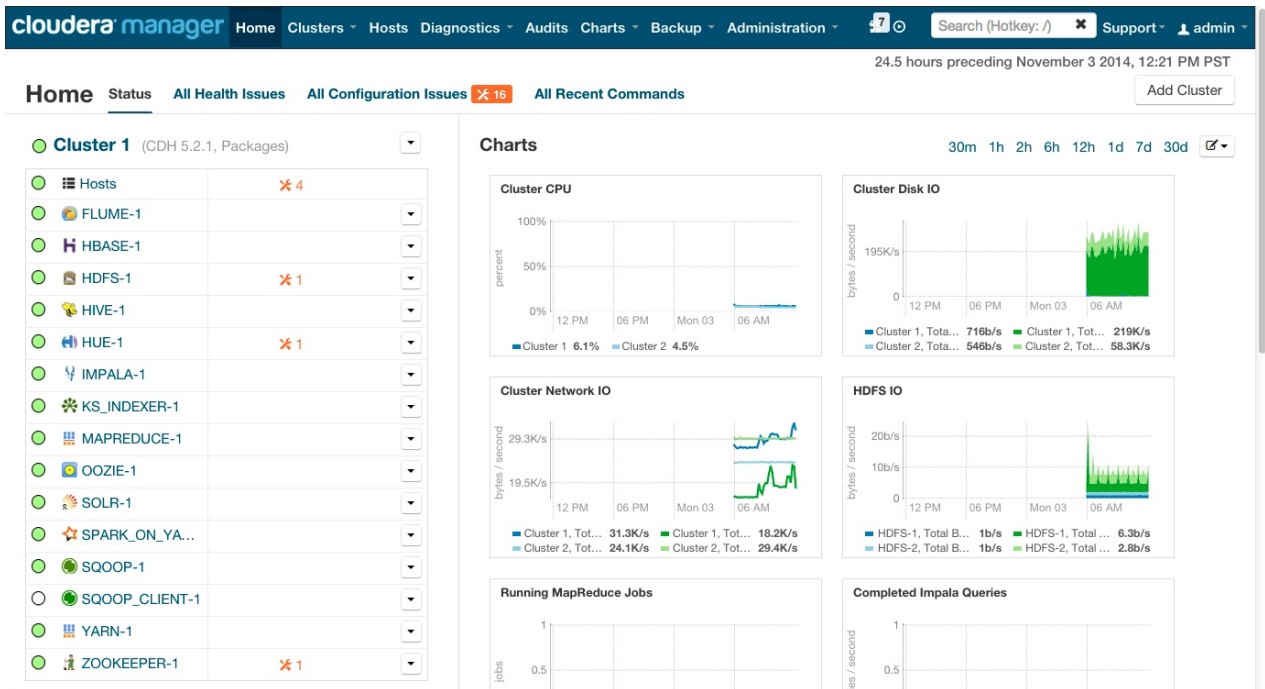 cloudera manager Home Clusters Hosts Diagnostics Audits Charts Backup Administration 7 Search (Hotkey: /) Support admin
24.5 hours preceding November 3 2014, 12:21 PM PST
Home Status All Health Issues All Configuration Issues 16 All Recent Commands Add Cluster
Cluster 1 (CDH 5.2.1, Packages)
Hosts 4
FLUME-1
HBASE-1
HDFS-1 1
HIVE-1
HUE-1 1
IMPALA-1
KS_INDEXER-1
MAPREDUCE-1
OOZIE-1
SOLR-1
SPARK_ON_YA...
SQOOP-1
SQOOP_CLIENT-1
YARN-1
ZOOKEEPER-1 1
Charts 30m 1h 2h 6h 12h 1d 7d 30d
Cluster CPU
percent
100%
50%
0%
12 PM 06 PM Mon 03 06 AM
Cluster 1 6.1% Cluster 2 4.5%
Cluster Disk IO
bytes / second
195K/s
0
12 PM 06 PM Mon 03 06 AM
Cluster 1, Tota... 716b/s Cluster 1, Tot... 219K/s
Cluster 2, Tota... 546b/s Cluster 2, Tot... 58.3K/s
Cluster Network IO
bytes / second
29.3K/s
19.5K/s
12 PM 06 PM Mon 03 06 AM
Cluster 1, Tot... 31.3K/s Cluster 1, Tot... 18.2K/s
Cluster 2, Tot... 24.1K/s Cluster 2, Tot... 29.4K/s
HDFS IO
bytes / second
20b/s
10b/s
0
12 PM 06 PM Mon 03 06 AM
HDFS-1, Total B... 1b/s HDFS-1, Total ... 6.3b/s
HDFS-2, Total B... 1b/s HDFS-2, Total ... 2.8b/s
Running MapReduce Jobs
jobs
1
0.5
Completed Impala Queries
es / second
1
0.5